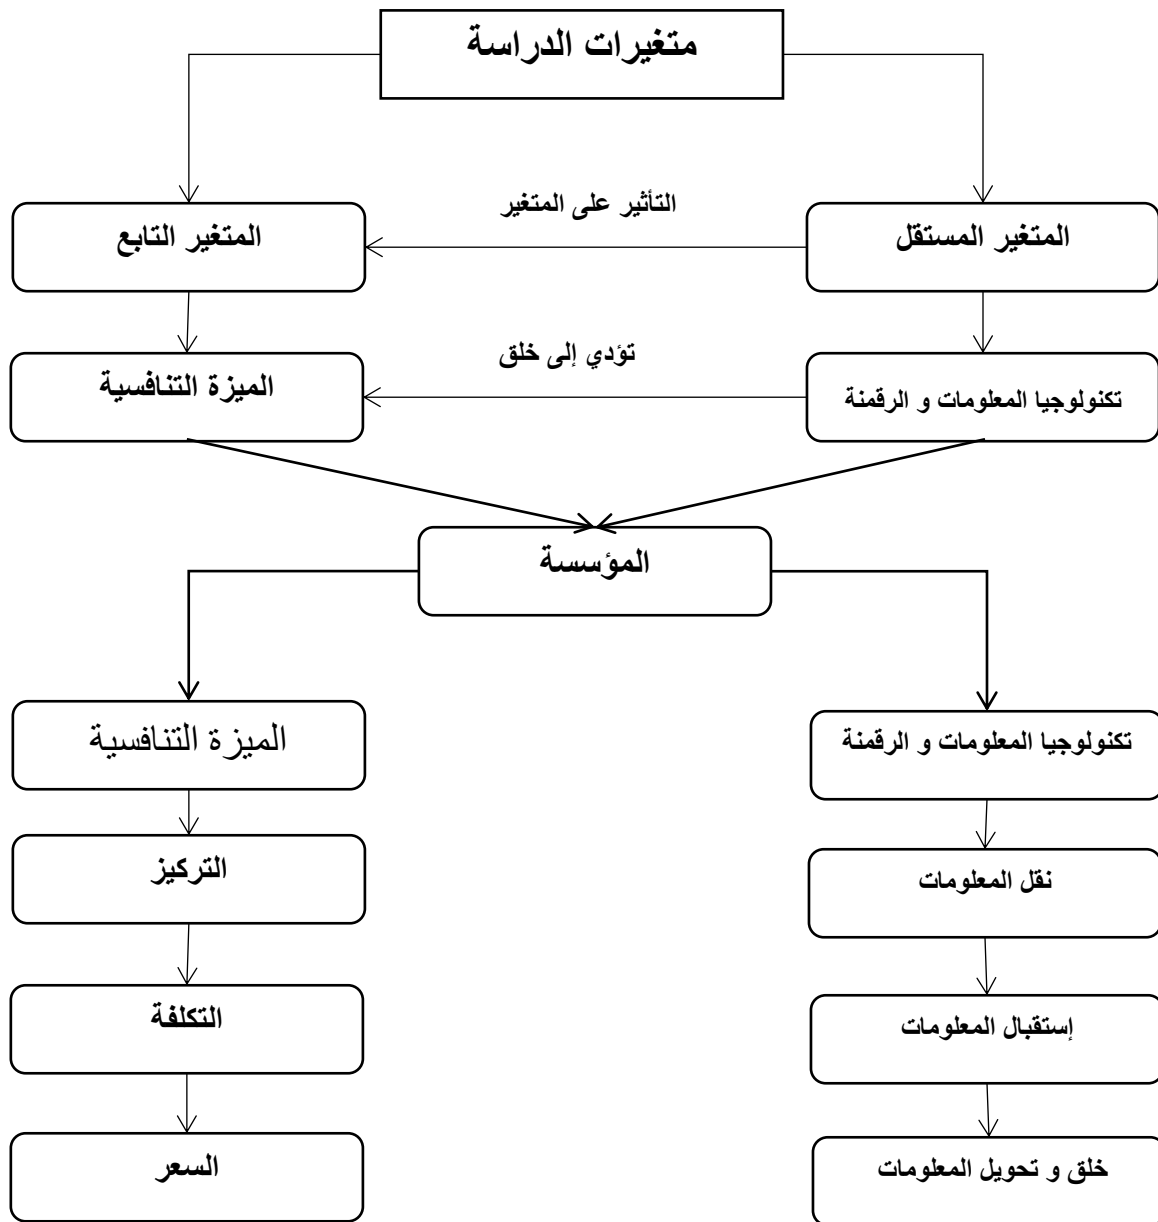 متغيرات الدراسة
التأثير على المتغير
المتغير المستقل
المتغير التابع
تؤدي إلى خلق
تكنولوجيا المعلومات و الرقمنة
الميزة التنافسية
المؤسسة
تكنولوجيا المعلومات و الرقمنة
الميزة التنافسية
نقل المعلومات
التركيز
إستقبال المعلومات
التكلفة
خلق و تحويل المعلومات
السعر